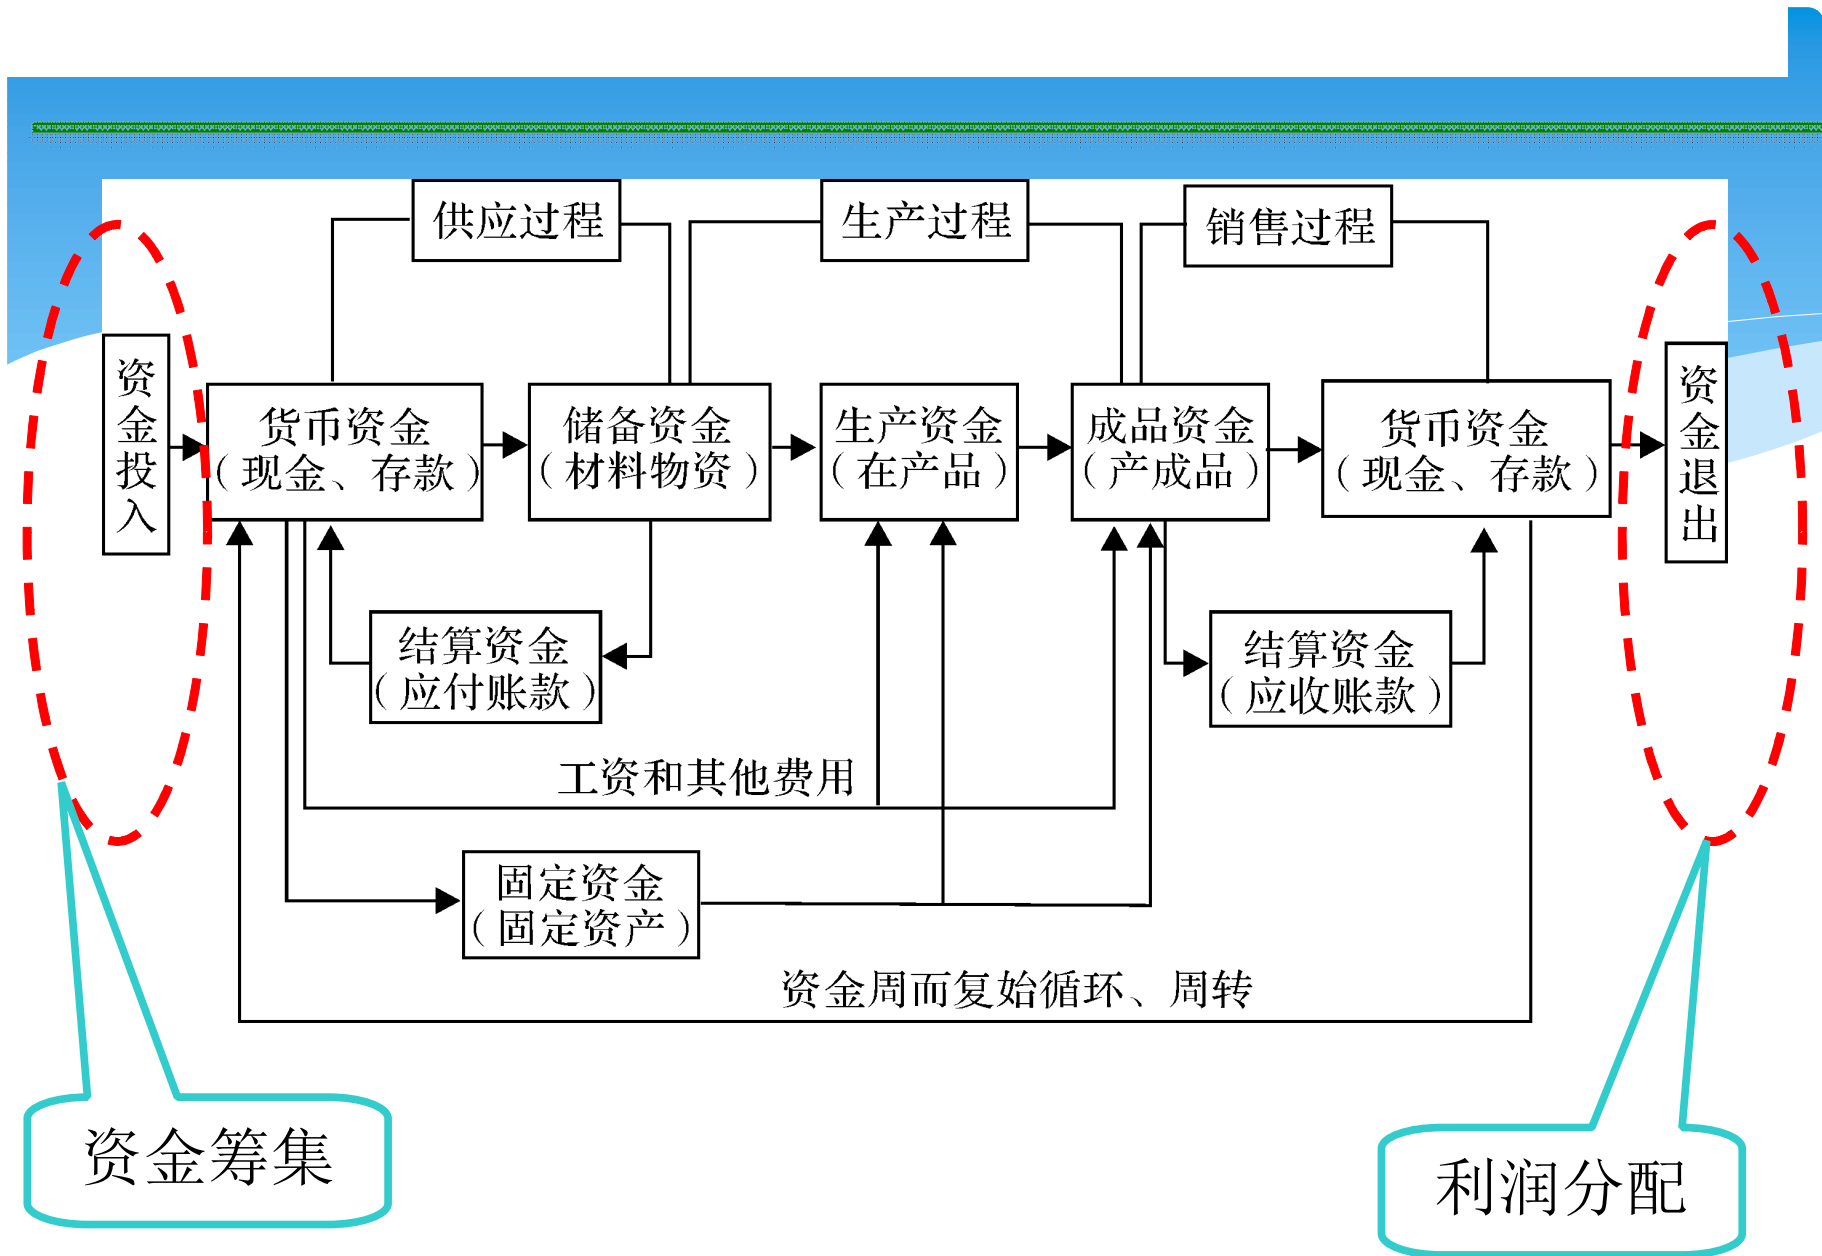 供应过程
生产过程
销售过程
资金投入
货币资金
（现金、存款）
储备资金
（材料物资）
生产资金
（在产品）
成品资金
（产成品）
货币资金
（现金、存款）
资金退出
结算资金
（应付账款）
结算资金
（应收账款）
工资和其他费用
固定资金
（固定资产）
资金周而复始循环、周转
资金筹集
利润分配